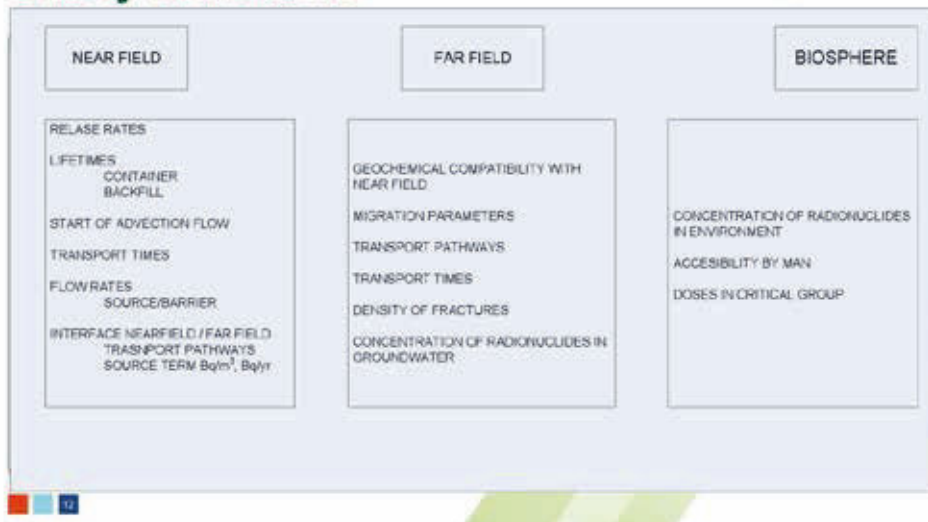 NEAR FIELD
FAR FIELD
BIOSPHERE
RELASE RATES
LIFETIMES
CONTAINER
BACKFILL
START OF ADVECTION FLOW
TRANSPORT TIMES
FLOW RATES
SOURCE/BARRIER
INTERFACE NEARFIELD / FAR FIELD
TRASNPORT PATHWAYS
SOURCE TERM Bq/m³, Bq/yr
GEOCHEMICAL COMPATIBILITY WITH
NEAR FIELD
MIGRATION PARAMETERS
TRANSPORT PATHWAYS
TRANSPORT TIMES
DENSITY OF FRACTURES
CONCENTRATION OF RADIONUCLIDES IN
GROUNDWATER
CONCENTRATION OF RADIONUCLIDES
IN ENVIRONMENT
ACCESIBILITY BY MAN
DOSES IN CRITICAL GROUP
12